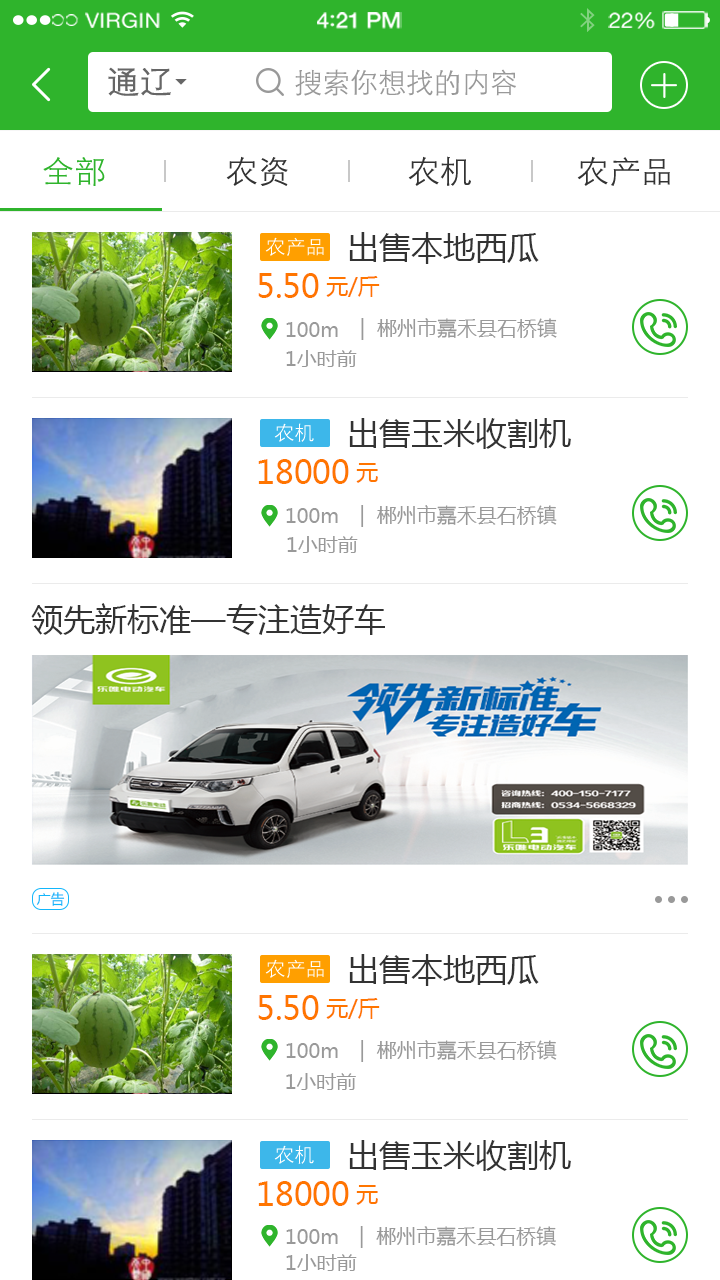 VIRGIN
4:21 PM
22%
通辽
搜索你想找的内容
全部 | 农资 | 农机 | 农产品
农产品 出售本地西瓜
5.50 元/斤
100m | 郴州市嘉禾县石桥镇
1小时前
农机 出售玉米收割机
18000 元
100m | 郴州市嘉禾县石桥镇
1小时前
领先新标准—专注造好车
乐唯电动汽车
领先新标准
专注造好车
咨询热线: 400-150-7177
招商热线: 0534-5668329
L3
乐唯电动汽车
广告
农产品 出售本地西瓜
5.50 元/斤
100m | 郴州市嘉禾县石桥镇
1小时前
农机 出售玉米收割机
18000 元
100m | 郴州市嘉禾县石桥镇
1小时前